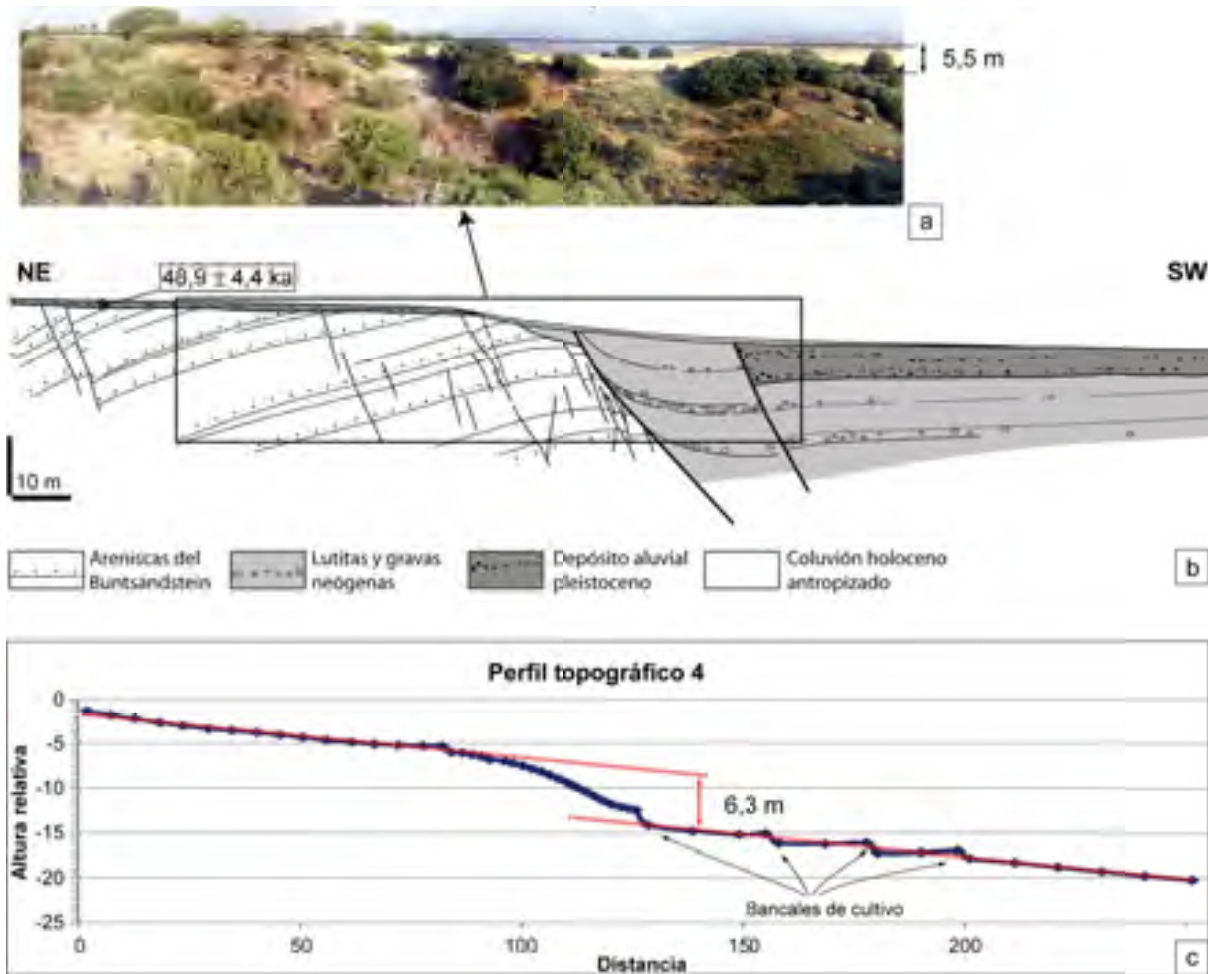 5,5 m
a
NE
SW
48,9 ± 4,4 ka
10 m
Areniscas del
Buntsandstein
Lutitas y gravas
neógenas
Depósito aluvial
pleistoceno
Coluvión holoceno
antropizado
b
Perfil topográfico 4
Altura relativa
0
-5
-10
-15
-20
-25
6,3 m
Bancales de cultivo
0
50
100
150
200
Distancia
c